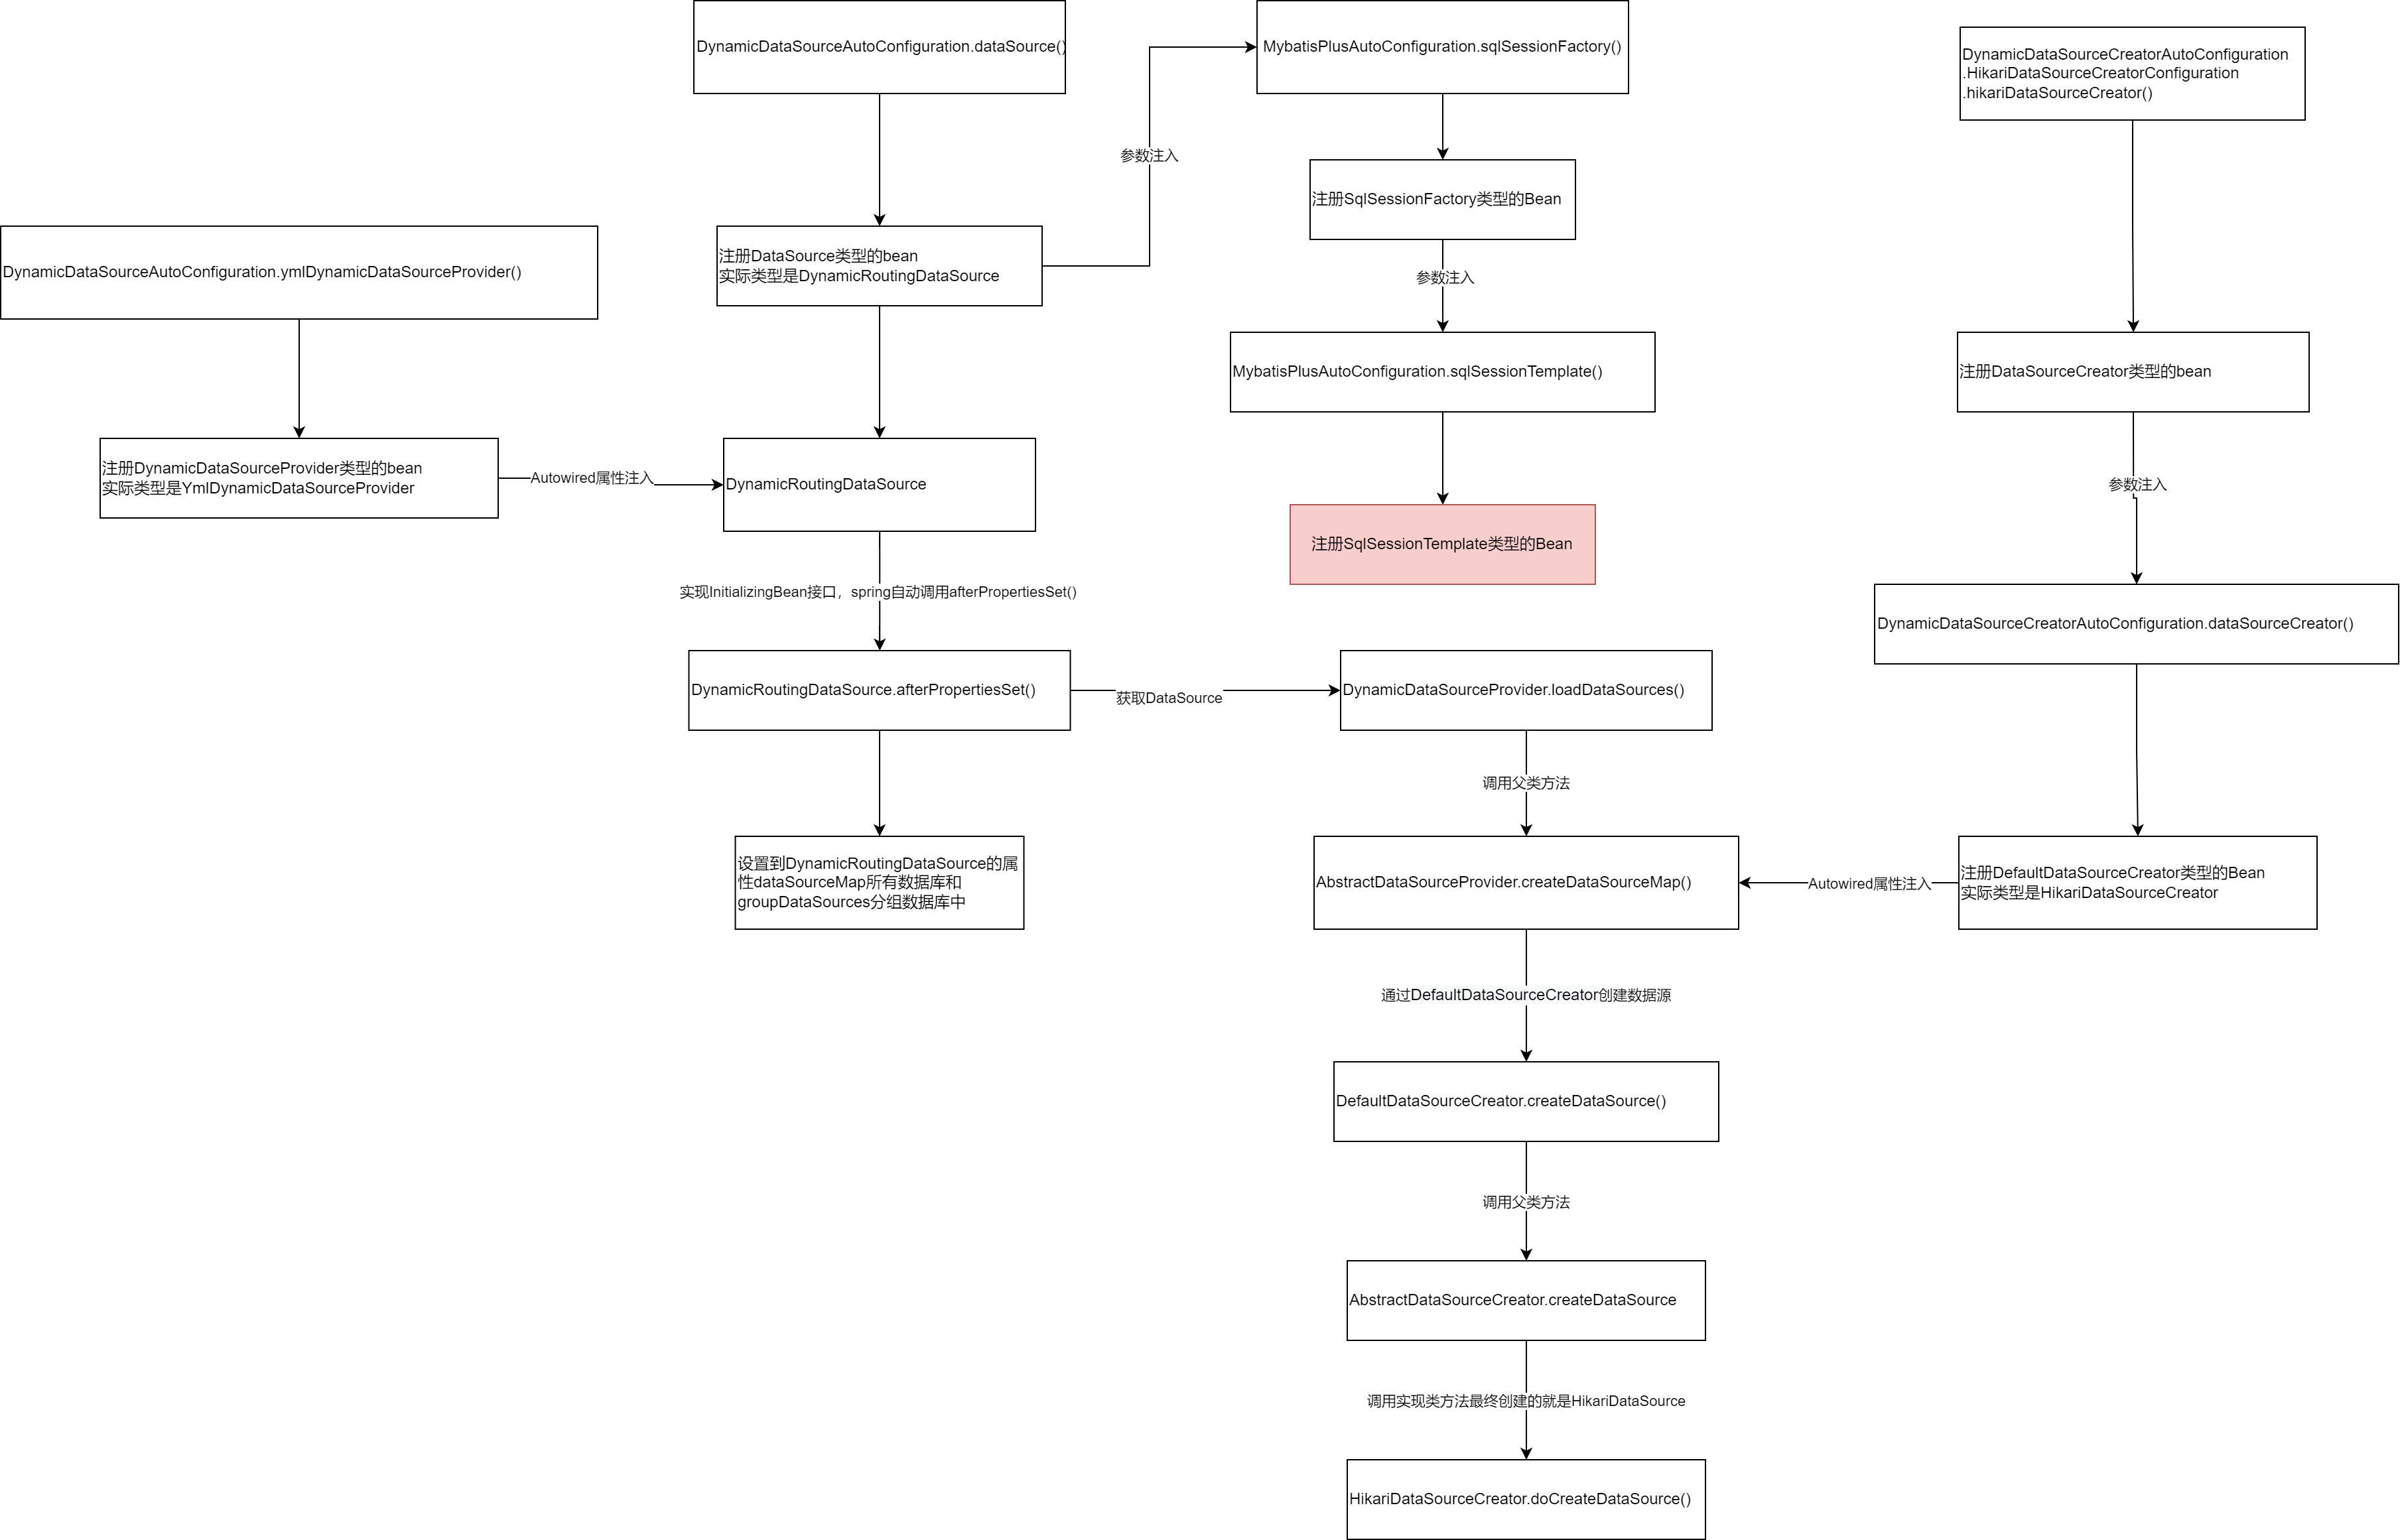 DynamicDataSourceAutoConfiguration.dataSource()
MybatisPlusAutoConfiguration.sqlSessionFactory()
DynamicDataSourceCreatorAutoConfiguration
.HikariDataSourceCreatorConfiguration
.hikariDataSourceCreator()
参数注入
注册SqlSessionFactory类型的Bean
DynamicDataSourceAutoConfiguration.ymlDynamicDataSourceProvider()
注册DataSource类型的bean
实际类型是DynamicRoutingDataSource
参数注入
MybatisPlusAutoConfiguration.sqlSessionTemplate()
注册DataSourceCreator类型的bean
注册DynamicDataSourceProvider类型的bean
实际类型是YmlDynamicDataSourceProvider
Autowired属性注入
DynamicRoutingDataSource
参数注入
注册SqlSessionTemplate类型的Bean
实现InitializingBean接口，spring自动调用afterPropertiesSet()
DynamicDataSourceCreatorAutoConfiguration.dataSourceCreator()
DynamicRoutingDataSource.afterPropertiesSet()
获取DataSource
DynamicDataSourceProvider.loadDataSources()
调用父类方法
设置到DynamicRoutingDataSource的属
性dataSourceMap所有数据库和
groupDataSources分组数据库中
AbstractDataSourceProvider.createDataSourceMap()
Autowired属性注入
注册DefaultDataSourceCreator类型的Bean
实际类型是HikariDataSourceCreator
通过DefaultDataSourceCreator创建数据源
DefaultDataSourceCreator.createDataSource()
调用父类方法
AbstractDataSourceCreator.createDataSource
调用实现类方法最终创建的就是HikariDataSource
HikariDataSourceCreator.doCreateDataSource()